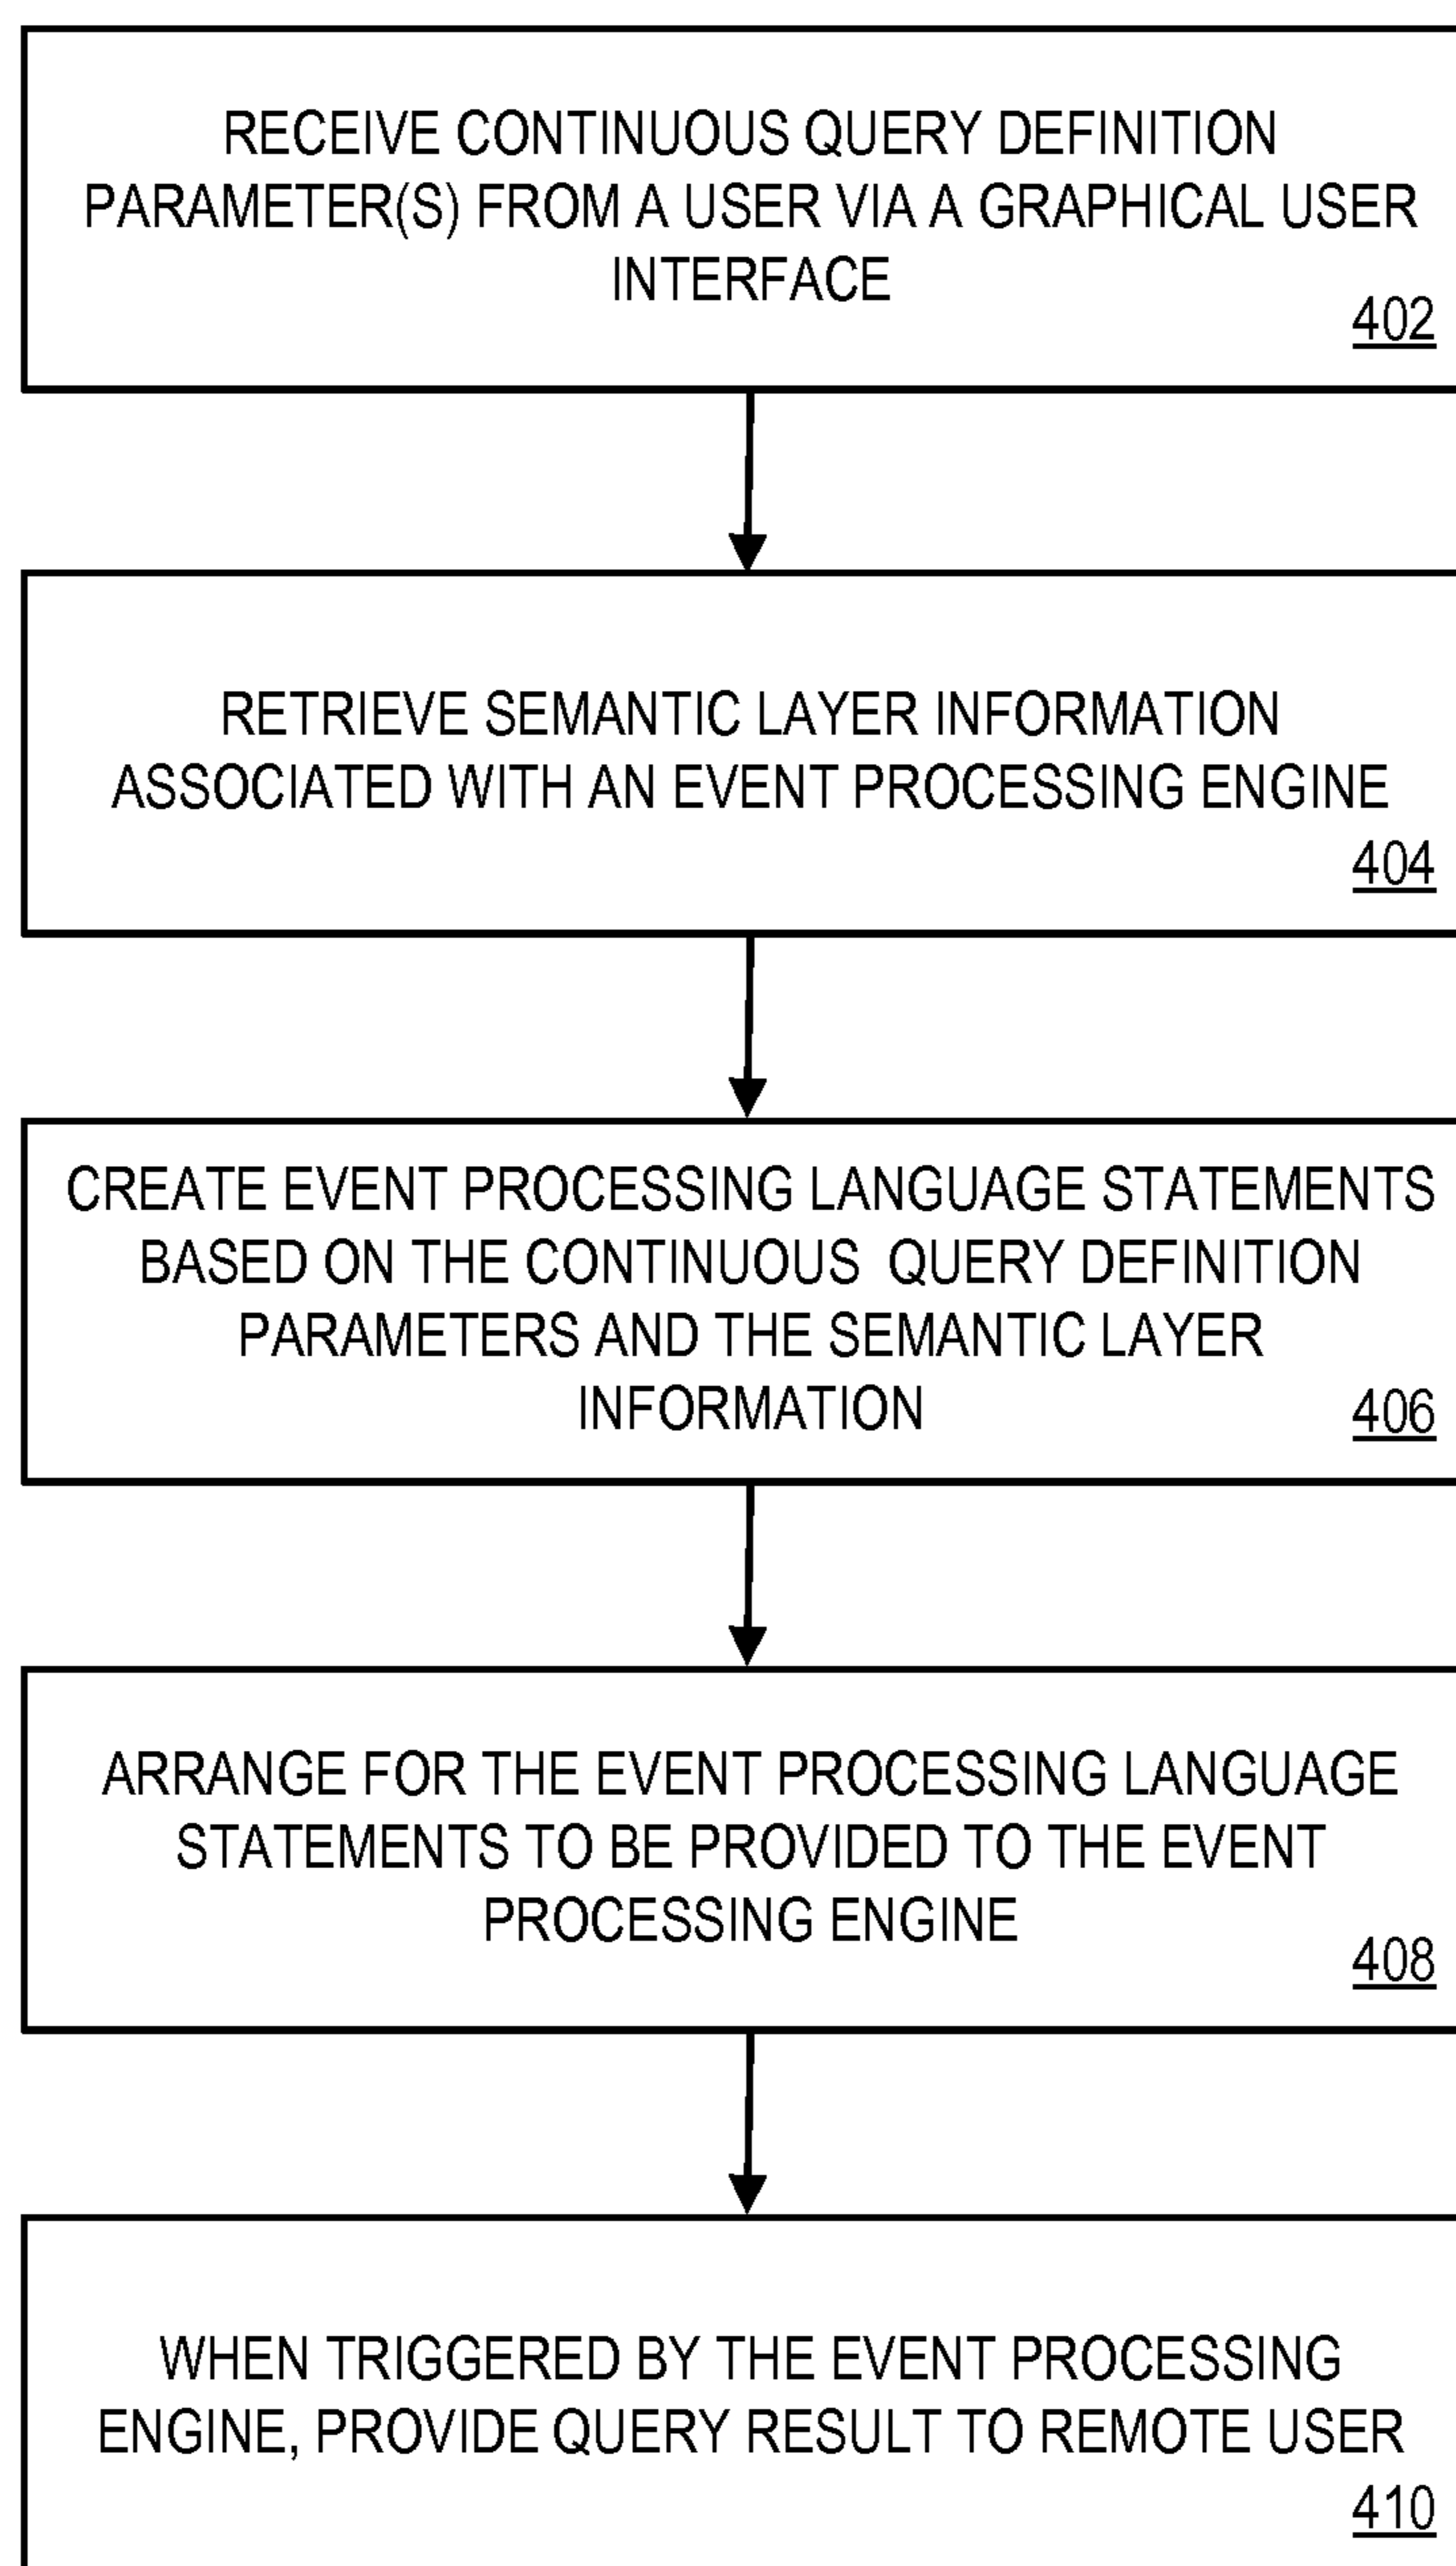 RECEIVE CONTINUOUS QUERY DEFINITION
PARAMETER(S) FROM A USER VIA A GRAPHICAL USER
INTERFACE
402
RETRIEVE SEMANTIC LAYER INFORMATION
ASSOCIATED WITH AN EVENT PROCESSING ENGINE
404
CREATE EVENT PROCESSING LANGUAGE STATEMENTS
BASED ON THE CONTINUOUS QUERY DEFINITION
PARAMETERS AND THE SEMANTIC LAYER
INFORMATION
406
ARRANGE FOR THE EVENT PROCESSING LANGUAGE
STATEMENTS TO BE PROVIDED TO THE EVENT
PROCESSING ENGINE
408
WHEN TRIGGERED BY THE EVENT PROCESSING
ENGINE, PROVIDE QUERY RESULT TO REMOTE USER
410